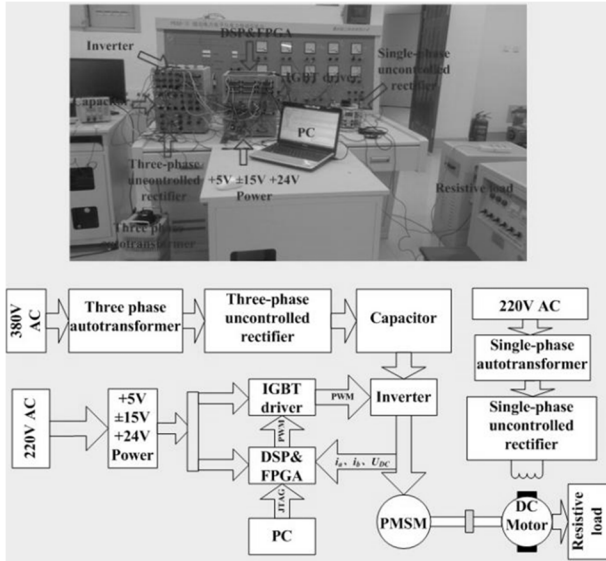 DSP&FPGA
Inverter
IGBT driver
Single-phase
uncontrolled
rectifier
Capacitor
PC
Three-phase
uncontrolled
rectifier
+5V ±15V +24V
Power
Resistive load
Three phase
autotransformer
380V
AC
Three phase
autotransformer
Three-phase
uncontrolled
rectifier
Capacitor
220V AC
Single-phase
autotransformer
220V AC
+5V
±15V
+24V
Power
IGBT
driver
PWM
Inverter
Single-phase
uncontrolled
rectifier
PWM
DSP&
FPGA
ia、ib、UDC
JTAG
PC
PMSM
DC
Motor
Resistive
load